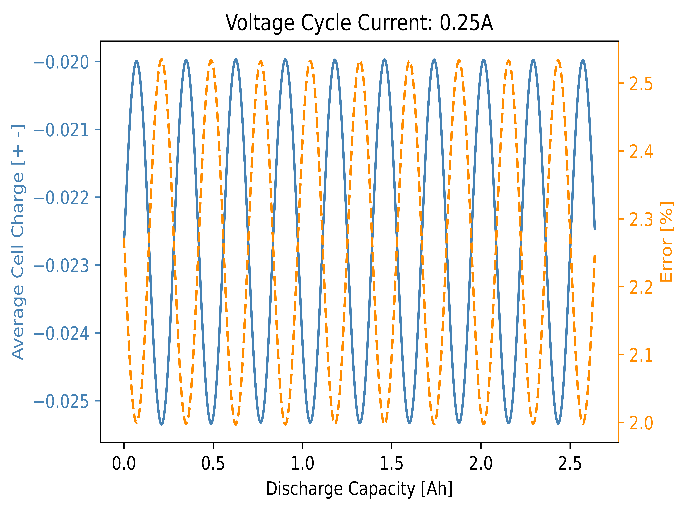 Voltage Cycle Current: 0.25A
Average Cell Charge [+ -]
−0.020
−0.021
−0.022
−0.023
−0.024
−0.025
2.5
2.4
2.3
2.2
2.1
2.0
Error [%]
0.0 0.5 1.0 1.5 2.0 2.5
Discharge Capacity [Ah]